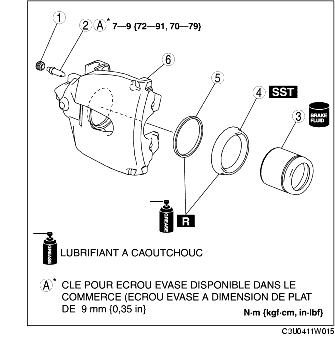 1
2 A* 7—9 {72—91, 70—79}
6
5
4 SST
3
BRAKE
FLUID
GREASE
R
GREASE
LUBRIFIANT A CAOUTCHOUC
A* CLE POUR ECROU EVASE DISPONIBLE DANS LE
COMMERCE (ECROU EVASE A DIMENSION DE PLAT
DE 9 mm {0,35 in}
N·m {kgf·cm, in·lbf}
C3U0411W015